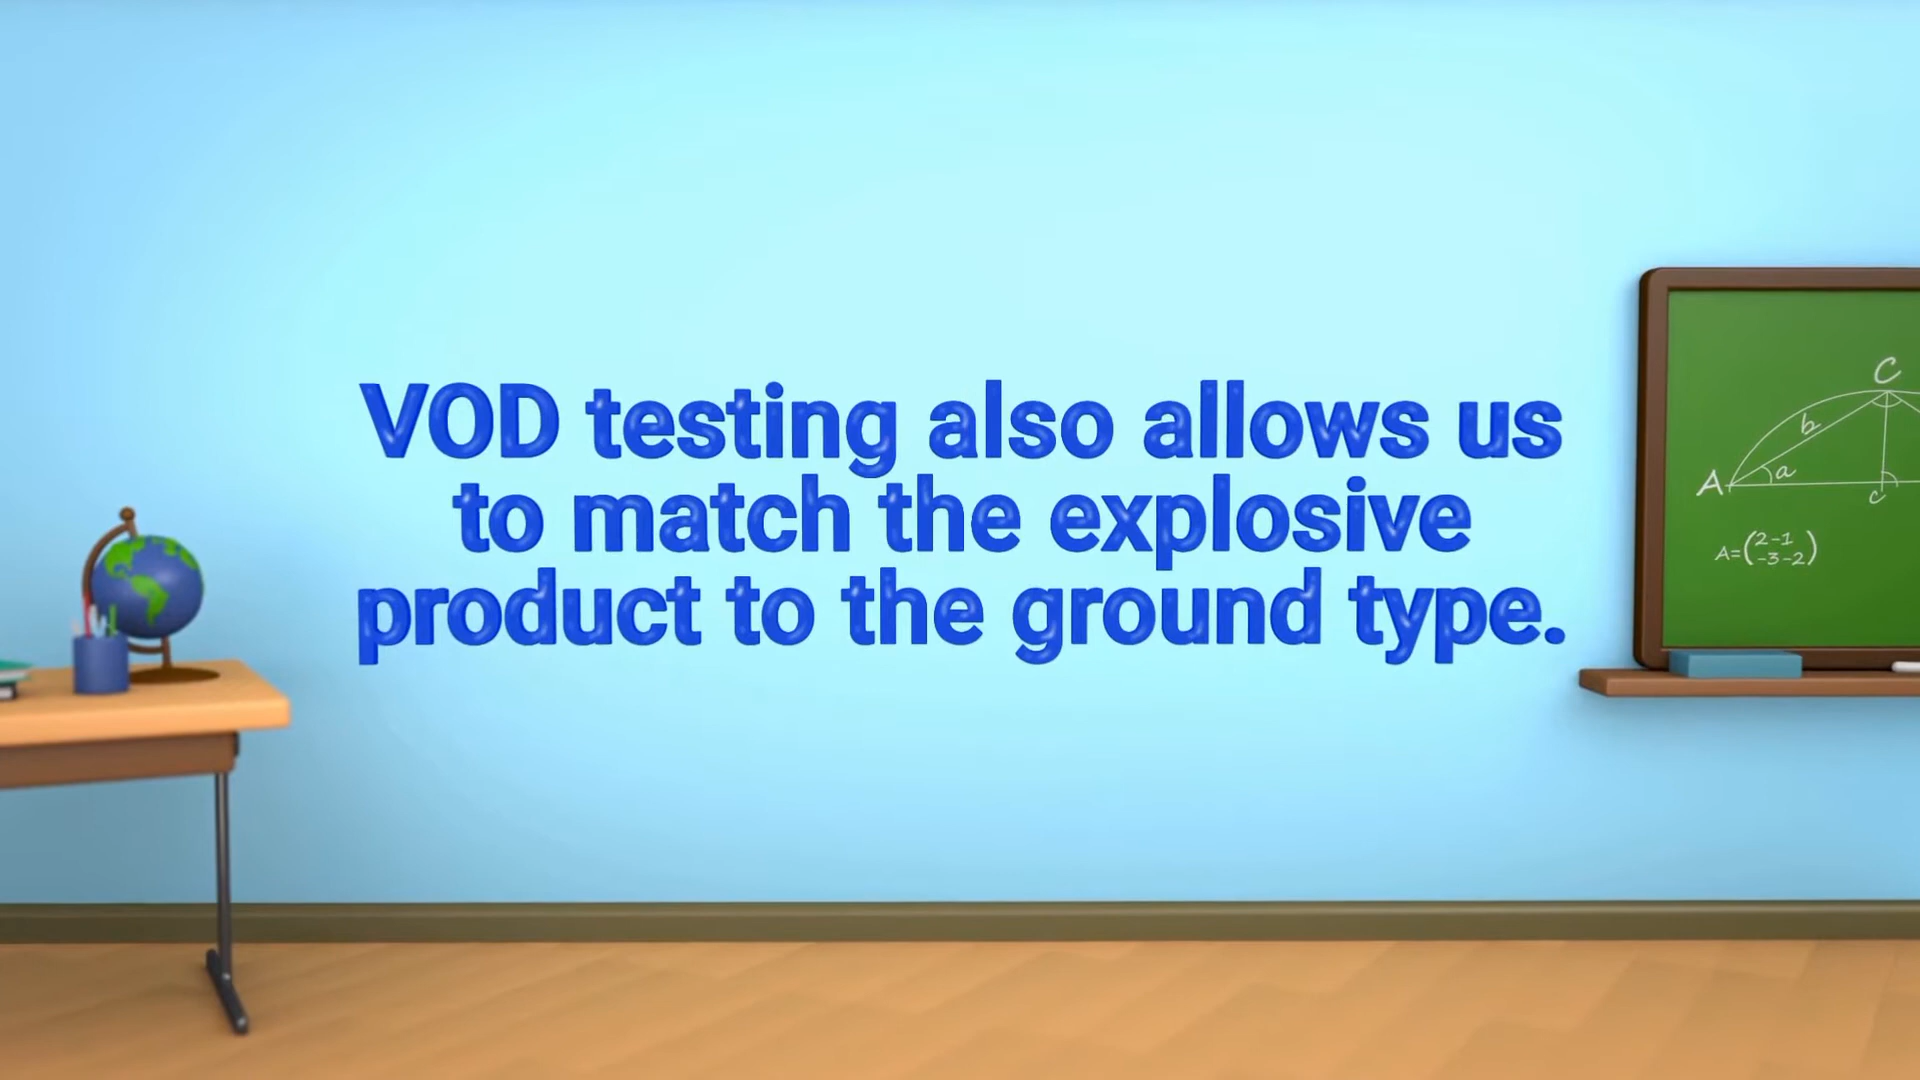 VOD testing also allows us
to match the explosive
product to the ground type.
C
b
A
a
c
A=(2-1
-3-2)